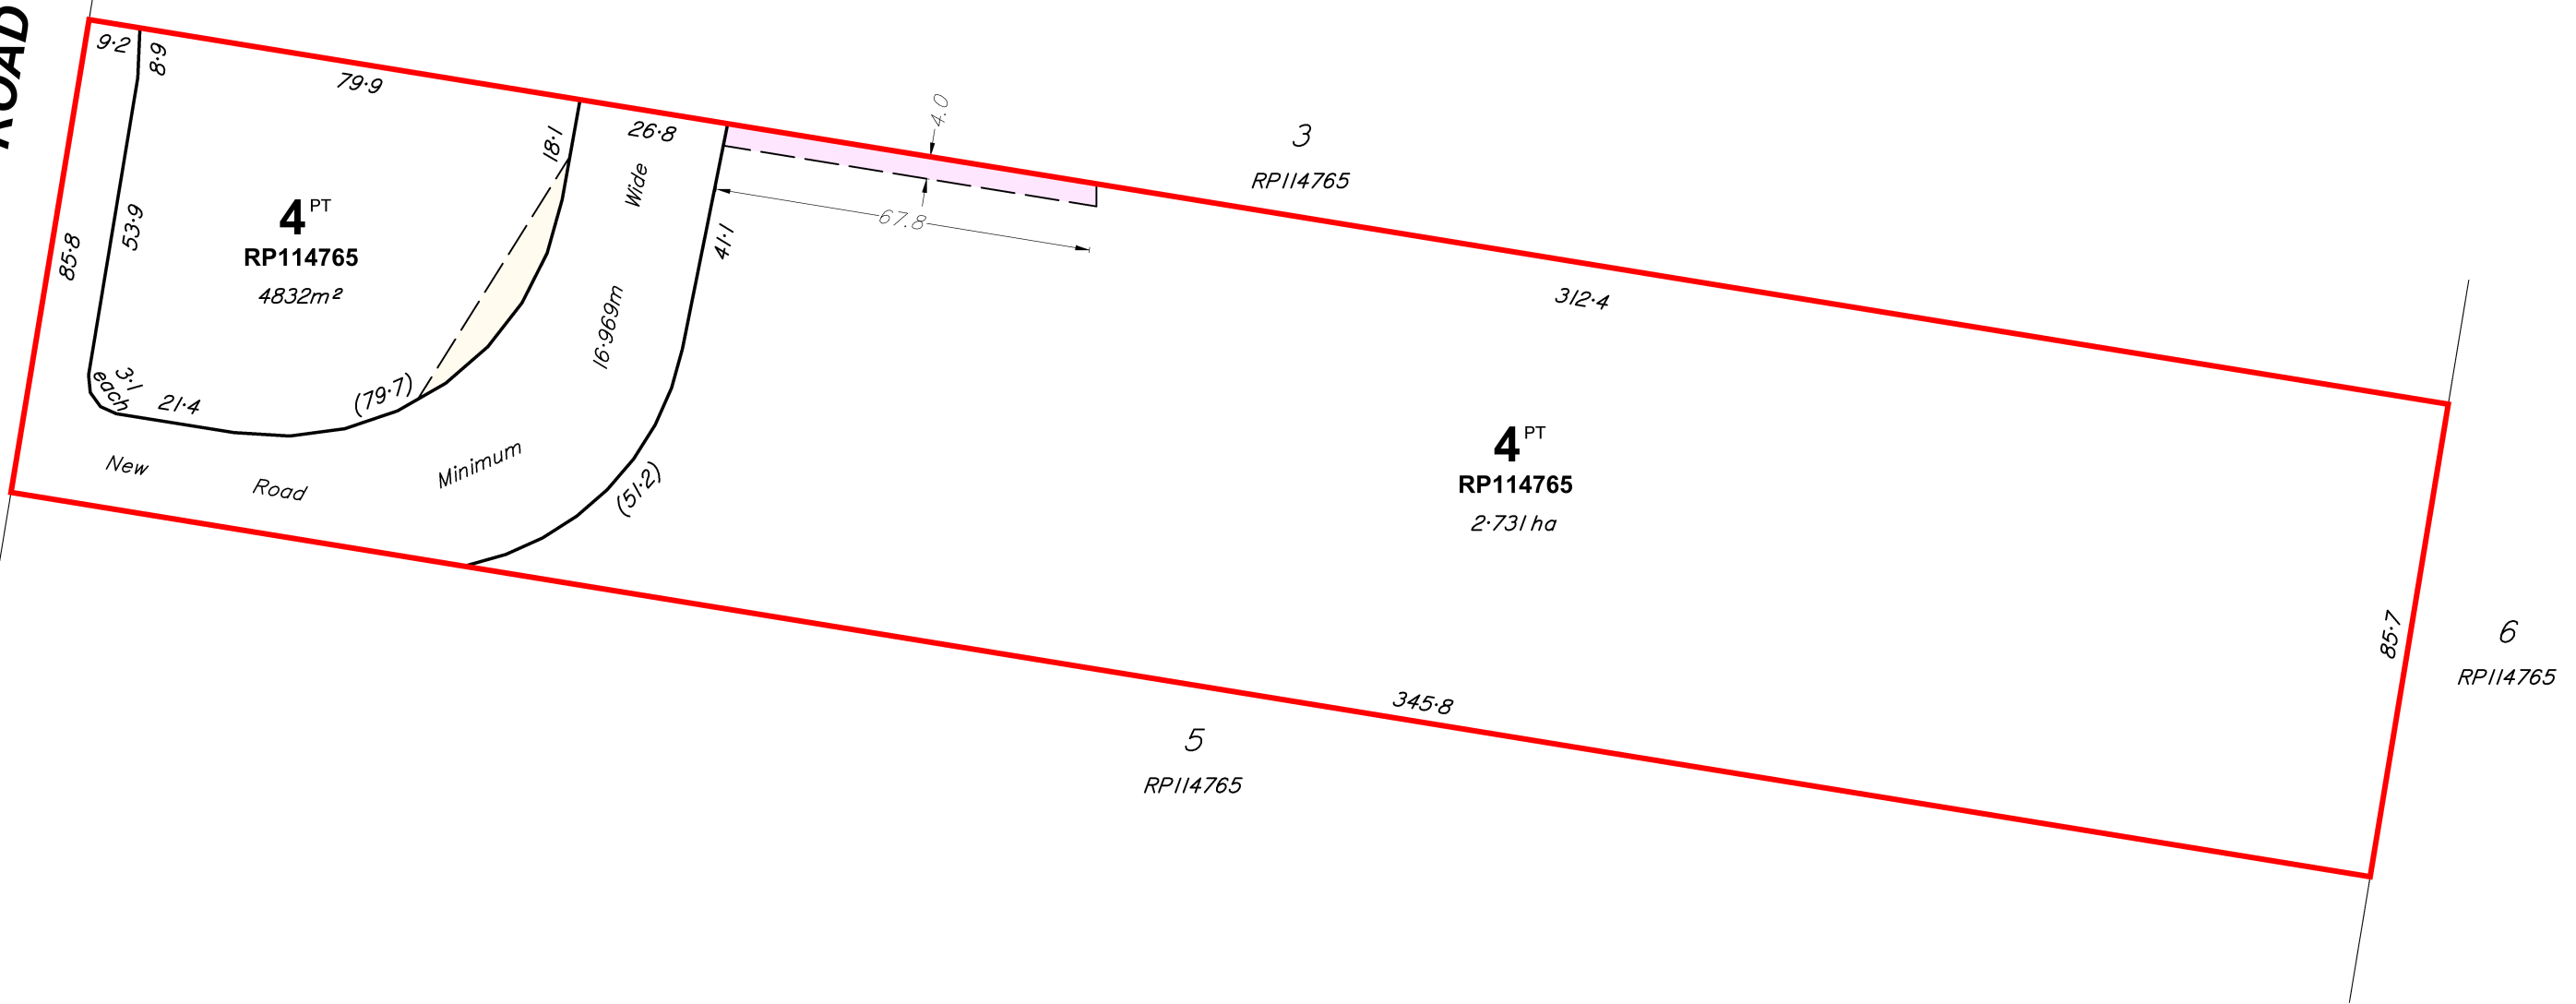 ROAD
9·2
8·9
79·9
18·1
26·8
4.0
3
RP114765
Wide
67.8
41·1
53·9
85·8
4 PT
RP114765
4832m²
16·969m
312·4
3·1
each
21·4
(79·7)
New
Road
Minimum
(51·2)
4 PT
RP114765
2·731 ha
85·7
6
RP114765
345·8
5
RP114765